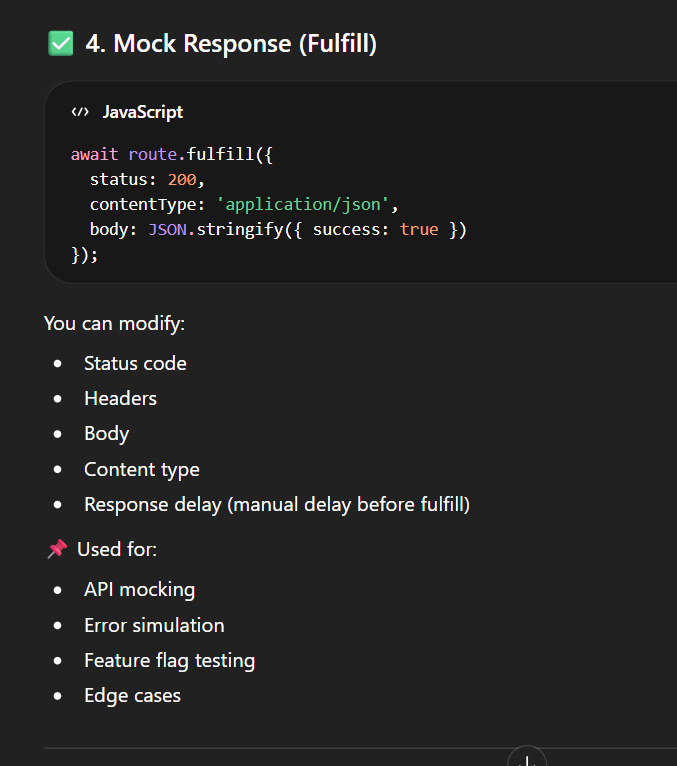 ✅ 4. Mock Response (Fulfill)
</> JavaScript
await route.fulfill({
  status: 200,
  contentType: 'application/json',
  body: JSON.stringify({ success: true })
});
You can modify:
• Status code
• Headers
• Body
• Content type
• Response delay (manual delay before fulfill)
📌 Used for:
• API mocking
• Error simulation
• Feature flag testing
• Edge cases